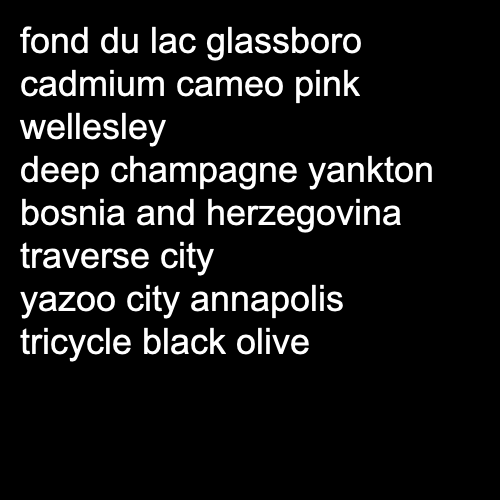 fond du lac glassboro
cadmium cameo pink
wellesley
deep champagne yankton
bosnia and herzegovina
traverse city
yazoo city annapolis
tricycle black olive